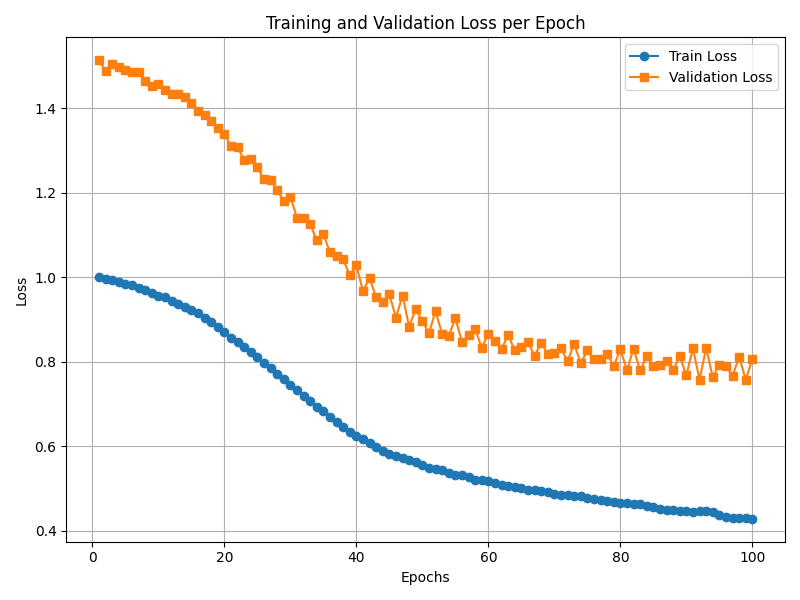 Training and Validation Loss per Epoch
Train Loss
Validation Loss
1.4
1.2
1.0
0.8
0.6
0.4
Loss
0
20
40
60
80
100
Epochs